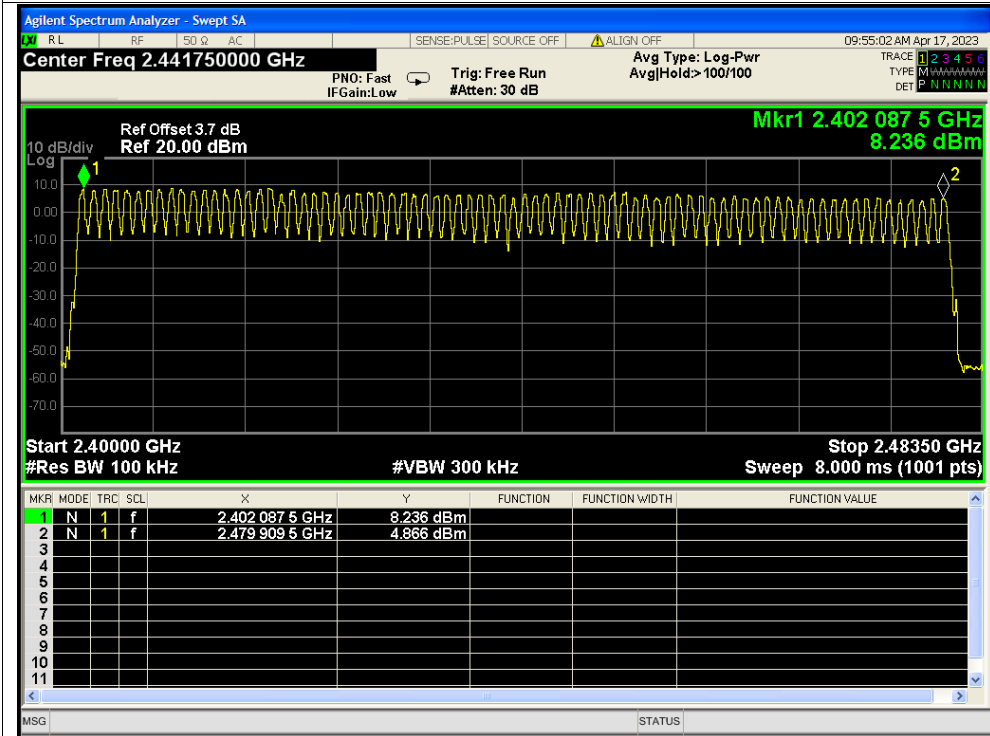 Agilent Spectrum Analyzer - Swept SA
LXI RL RF 50 Ω AC SENSE:PULSE SOURCE OFF ALIGN OFF 09:55:02 AM Apr 17, 2023
Center Freq 2.441750000 GHz
PNO: Fast
IFGain:Low
Trig: Free Run
#Atten: 30 dB
Avg Type: Log-Pwr
Avg|Hold:>100/100
TRACE 1 2 3 4 5 6
TYPE M
DET P N N N N N
Mkr1 2.402 087 5 GHz
8.236 dBm
Ref Offset 3.7 dB
10 dB/div Ref 20.00 dBm
Log
1
2
10.0
0.00
-10.0
-20.0
-30.0
-40.0
-50.0
-60.0
-70.0
Start 2.40000 GHz Stop 2.48350 GHz
#Res BW 100 kHz #VBW 300 kHz Sweep 8.000 ms (1001 pts)
MKR MODE TRC SCL X Y FUNCTION FUNCTION WIDTH FUNCTION VALUE
1 N 1 f 2.402 087 5 GHz 8.236 dBm
2 N 1 f 2.479 909 5 GHz 4.866 dBm
3
4
5
6
7
8
9
10
11
MSG STATUS